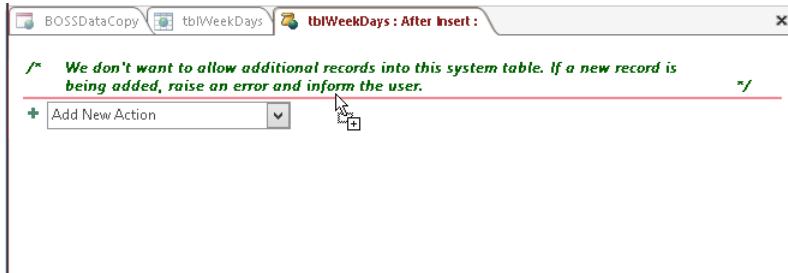 BOSSDataCopy tblWeekDays tblWeekDays : After Insert :
/* We don't want to allow additional records into this system table. If a new record is
being added, raise an error and inform the user. */
Add New Action